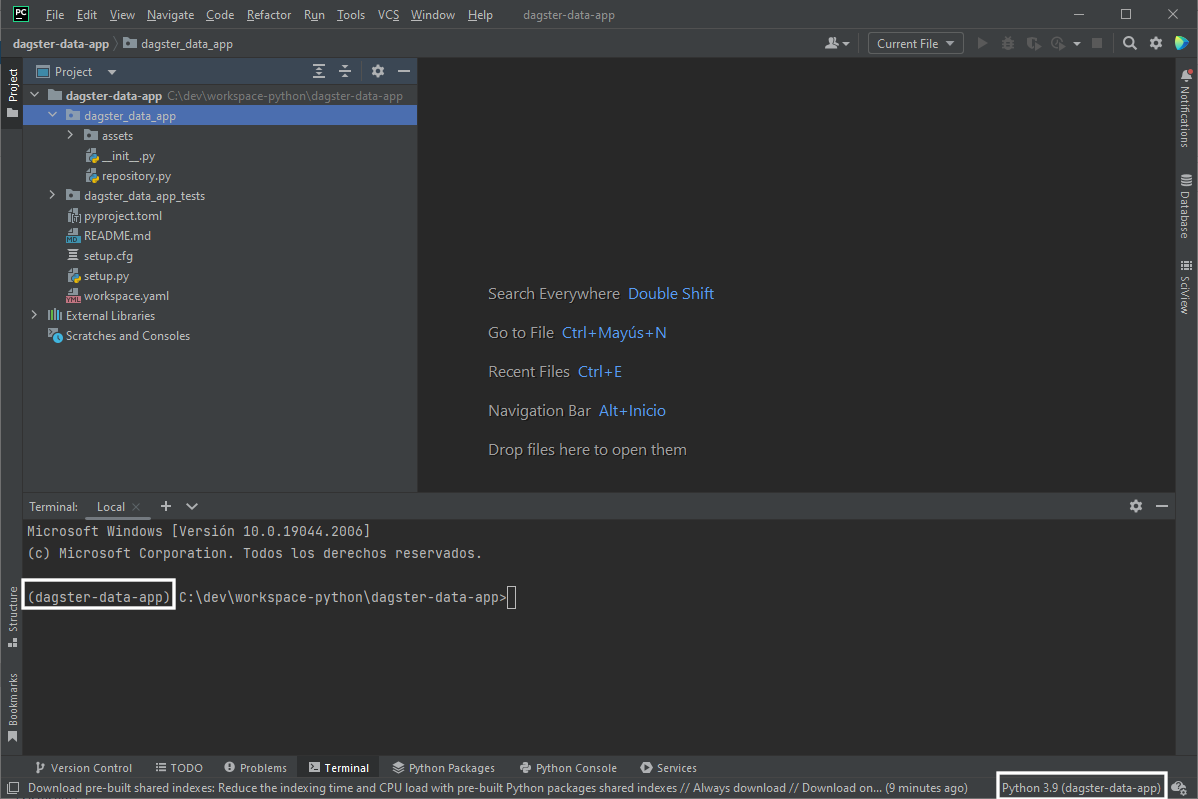 PC File Edit View Navigate Code Refactor Run Tools VCS Window Help dagster-data-app
dagster-data-app dagster_data_app Current File
Project
Project
dagster-data-app C:\dev\workspace-python\dagster-data-app
dagster_data_app
assets
__init__.py
repository.py
dagster_data_app_tests
pyproject.toml
MD README.md
setup.cfg
setup.py
YML workspace.yaml
External Libraries
Scratches and Consoles
Search Everywhere Double Shift
Go to File Ctrl+Mayús+N
Recent Files Ctrl+E
Navigation Bar Alt+Inicio
Drop files here to open them
Notifications
Database
SciView
Terminal: Local
Microsoft Windows [Versión 10.0.19044.2006]
(c) Microsoft Corporation. Todos los derechos reservados.
(dagster-data-app) C:\dev\workspace-python\dagster-data-app>
Structure
Bookmarks
Version Control TODO Problems Terminal Python Packages Python Console Services
Download pre-built shared indexes: Reduce the indexing time and CPU load with pre-built Python packages shared indexes // Always download // Download on... (9 minutes ago) Python 3.9 (dagster-data-app)